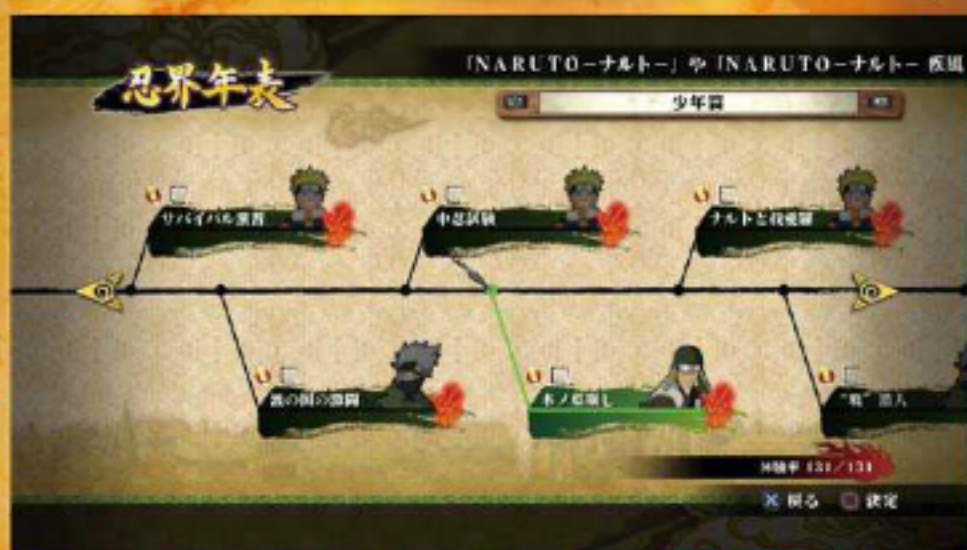 忍界年表
「NARUTO-ナルト-」や「NARUTO-ナルト- 疾風
少年篇
サバイバル演習
中忍試験
ナルトと我愛羅
波の国の激闘
木ノ葉崩し
体験率 131/131
戻る 決定